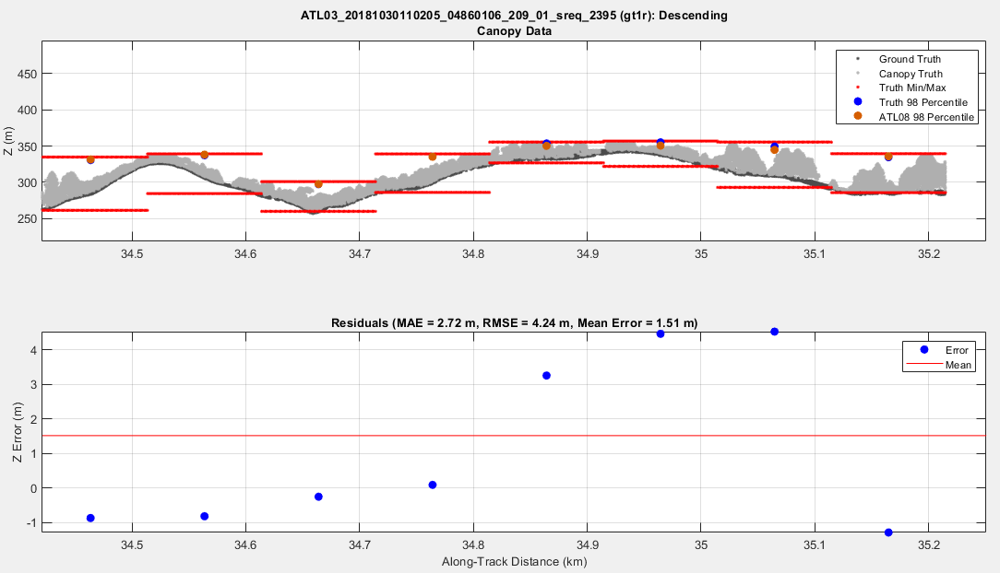 ATL03_20181030110205_04860106_209_01_sreq_2395 (gt1r): Descending
Canopy Data
Z (m)
450
400
350
300
250
34.5 34.6 34.7 34.8 34.9 35 35.1 35.2
Ground Truth
Canopy Truth
Truth Min/Max
Truth 98 Percentile
ATL08 98 Percentile
Residuals (MAE = 2.72 m, RMSE = 4.24 m, Mean Error = 1.51 m)
Z Error (m)
4
3
2
1
0
-1
34.5 34.6 34.7 34.8 34.9 35 35.1 35.2
Along-Track Distance (km)
Error
Mean